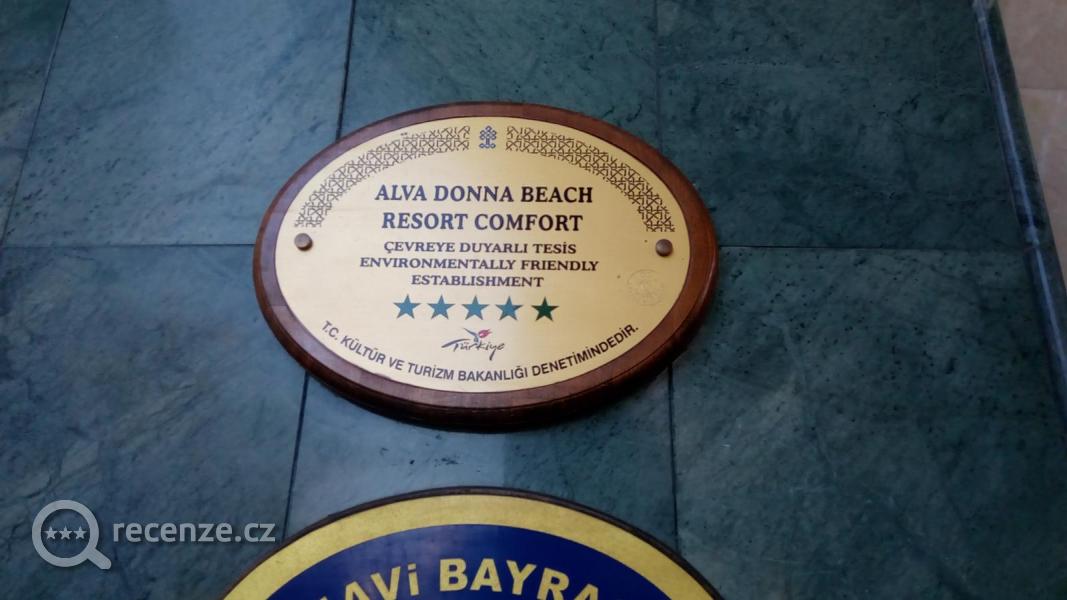 ALVA DONNA BEACH
RESORT COMFORT
ÇEVREYE DUYARLI TESİS
ENVIRONMENTALLY FRIENDLY
ESTABLISHMENT
Türkiye
T.C. KÜLTÜR VE TURİZM BAKANLIĞI DENETİMİNDEDİR.
recenze.cz